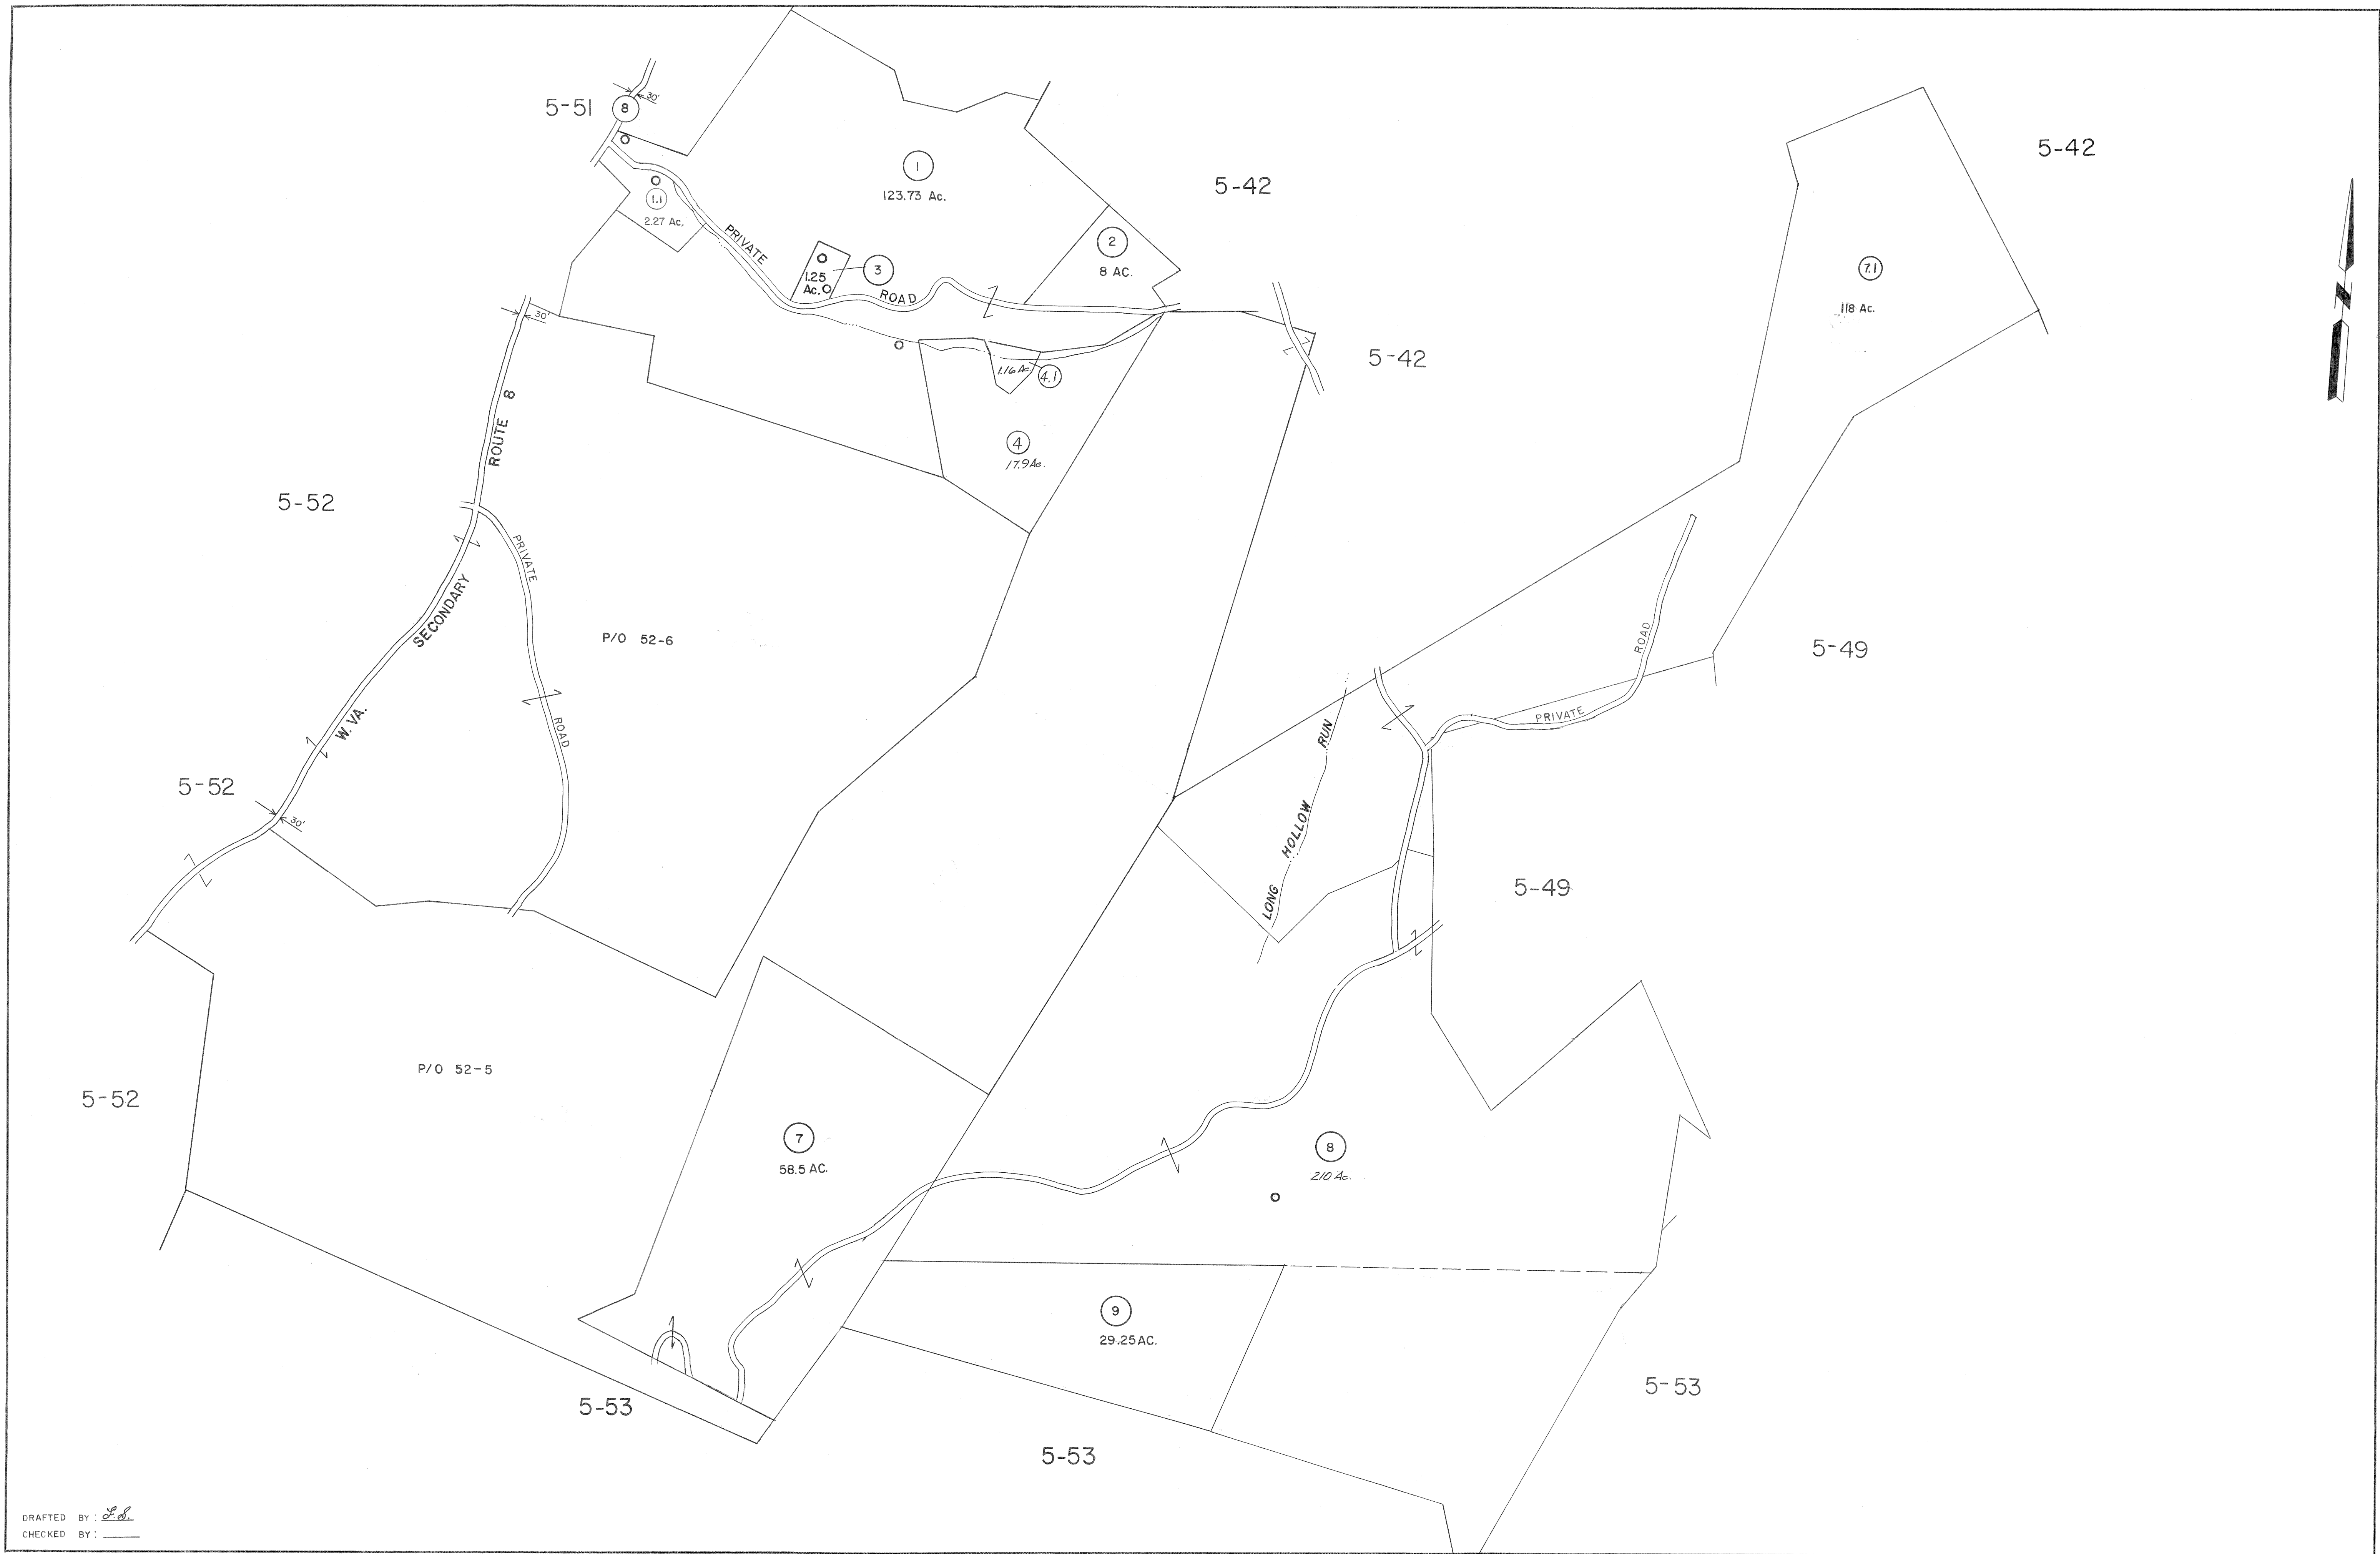 5-51
8
30'
1
123.73 Ac.
5-42
5-42
1.1
2.27 Ac.
PRIVATE
ROAD
2
8 AC.
3
1.25
Ac.
7.1
118 Ac.
30'
5-42
1.16 Ac.
4.1
4
17.9 Ac.
W. VA. SECONDARY ROUTE 8
5-52
PRIVATE
ROAD
P/O 52-6
ROAD
PRIVATE
5-49
LONG HOLLOW RUN
5-52
30'
5-49
P/O 52-5
5-52
7
58.5 AC.
8
210 Ac.
9
29.25 AC.
5-53
5-53
5-53
DRAFTED BY: F.S.
CHECKED BY: